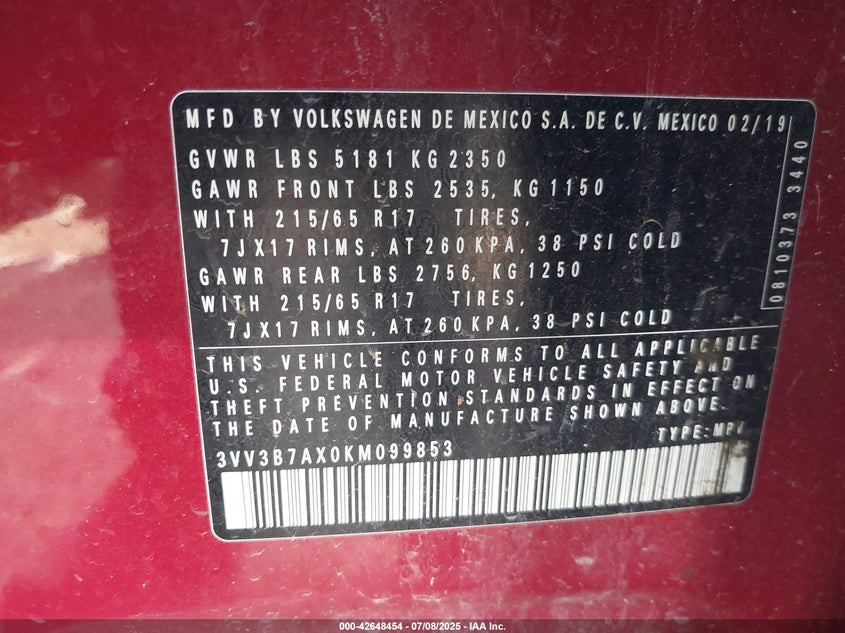 MFD BY VOLKSWAGEN DE MEXICO S.A. DE C.V. MEXICO 02/19
GVWR LBS 5181 KG 2350
GAWR FRONT LBS 2535, KG 1150
WITH 215/65 R17 TIRES,
7JX17 RIMS, AT 260 KPA, 38 PSI COLD
GAWR REAR LBS 2756, KG 1250
WITH 215/65 R17 TIRES,
7JX17 RIMS, AT 260 KPA, 38 PSI COLD
0810373 3440
THIS VEHICLE CONFORMS TO ALL APPLICABLE
U.S. FEDERAL MOTOR VEHICLE SAFETY AND
THEFT PREVENTION STANDARDS IN EFFECT ON
THE DATE OF MANUFACTURE SHOWN ABOVE.
3VV3B7AX0KM099853
TYPE:MPV
000-42648454 - 07/08/2025 - IAA Inc.